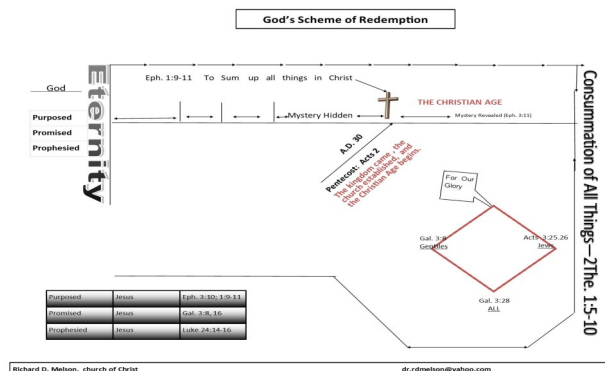 God's Scheme of Redemption
Eph. 1:9-11 To Sum up all things in Christ
God
Eternity
Purposed
Promised
Prophesied
Mystery Hidden
THE CHRISTIAN AGE
Mystery Revealed (Eph. 3:11)
A.D. 30
Pentecost: Acts 2
The kingdom came, the
church established, and
the Christian Age begins.
For Our
Glory
Gal. 3:8
Gentiles
Acts 3:25,26
Jews
Gal. 3:28
ALL
Consummation of All Things—2The. 1:5-10
Purposed Jesus Eph. 3:10; 1:9-11
Promised Jesus Gal. 3:8, 16
Prophesied Jesus Luke 24:14-16
Richard D. Melson, church of Christ dr.rdmelson@yahoo.com